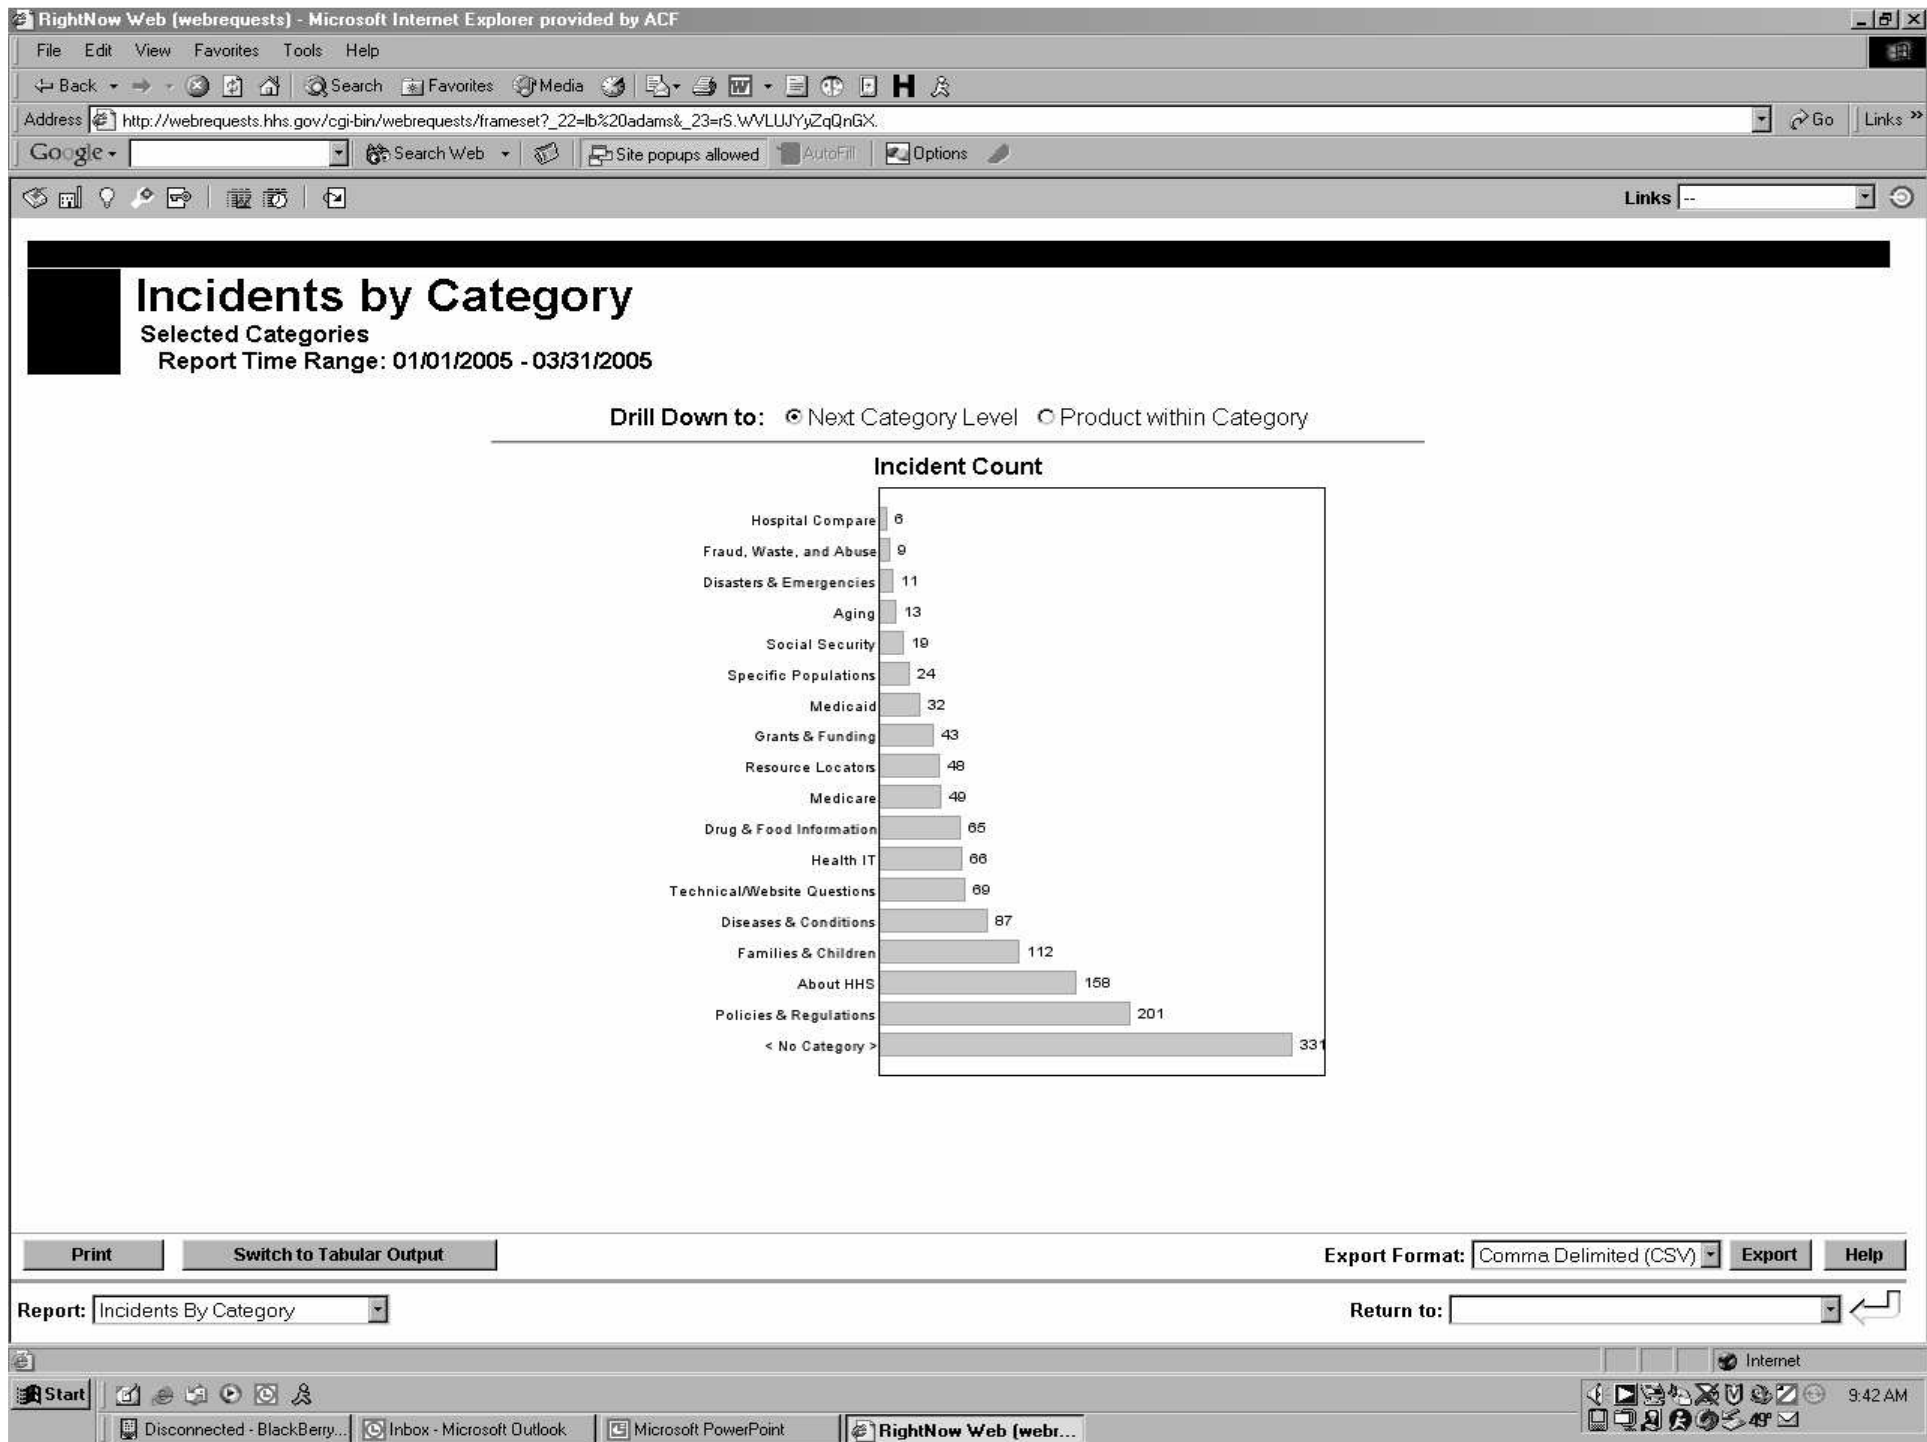 RightNow Web (webrequests) - Microsoft Internet Explorer provided by ACF
File Edit View Favorites Tools Help
Back Search Favorites Media
Address http://webrequests.hhs.gov/cgi-bin/webrequests/frameset?_22=lb%20adams&_23=rS.WVLUJYyZqQnGX. Go Links »
Google Search Web Site popups allowed AutoFill Options
Links --
Incidents by Category
Selected Categories
Report Time Range: 01/01/2005 - 03/31/2005
Drill Down to: Next Category Level Product within Category
Incident Count
Hospital Compare 6
Fraud, Waste, and Abuse 9
Disasters & Emergencies 11
Aging 13
Social Security 19
Specific Populations 24
Medicaid 32
Grants & Funding 43
Resource Locators 48
Medicare 49
Drug & Food Information 65
Health IT 66
Technical/Website Questions 69
Diseases & Conditions 87
Families & Children 112
About HHS 158
Policies & Regulations 201
< No Category > 331
Print Switch to Tabular Output Export Format: Comma Delimited (CSV) Export Help
Report: Incidents By Category Return to:
Internet
Start 9:42 AM
Disconnected - BlackBerry... Inbox - Microsoft Outlook Microsoft PowerPoint RightNow Web (webr... 49°